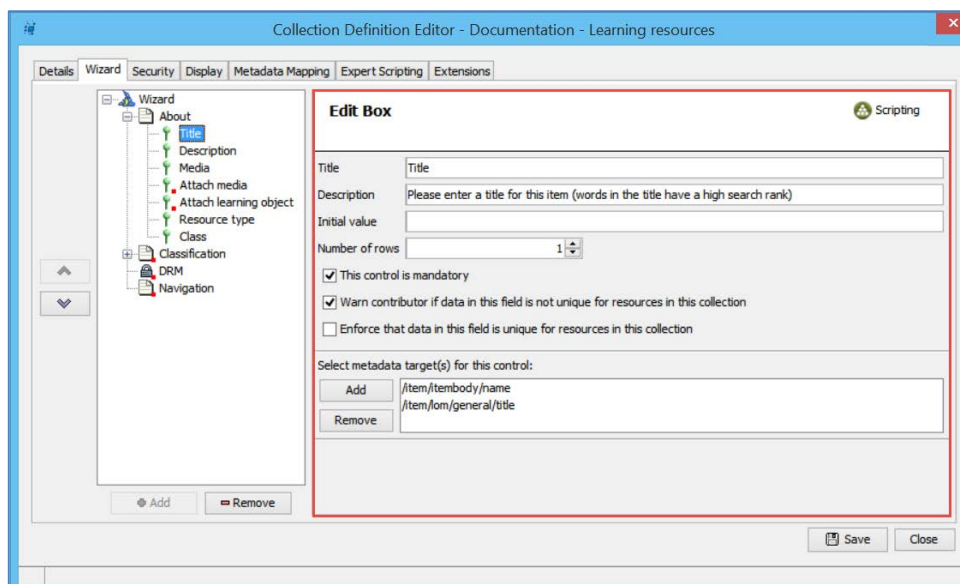 Collection Definition Editor - Documentation - Learning resources
Details Wizard Security Display Metadata Mapping Expert Scripting Extensions
Wizard
About
Title
Description
Media
Attach media
Attach learning object
Resource type
Class
Classification
DRM
Navigation
Add Remove
Edit Box
Scripting
Title Title
Description Please enter a title for this item (words in the title have a high search rank)
Initial value
Number of rows 1
This control is mandatory
Warn contributor if data in this field is not unique for resources in this collection
Enforce that data in this field is unique for resources in this collection
Select metadata target(s) for this control:
Add
Remove
/item/itembody/name
/item/lom/general/title
Save Close